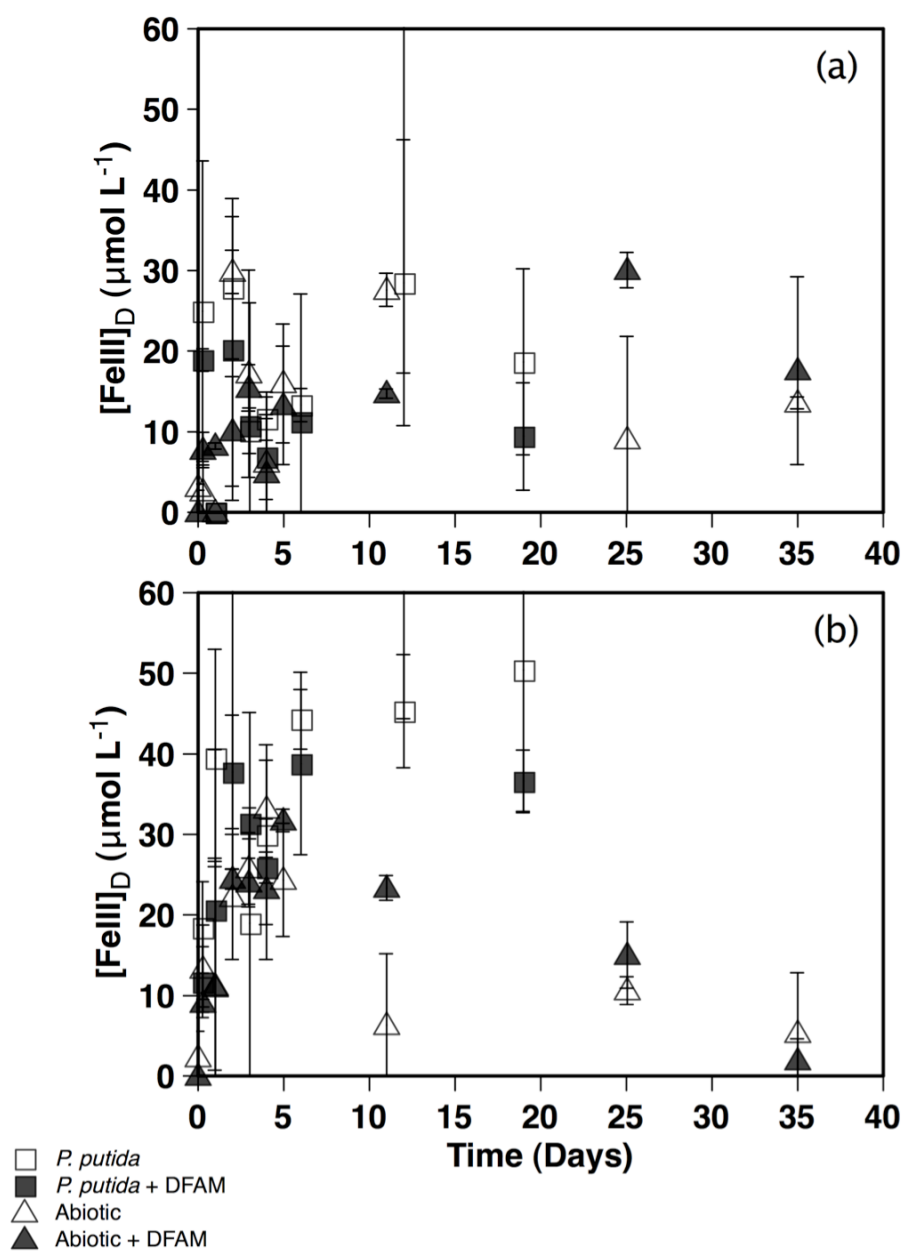 60
(a)
50
40
[FeIII]D (μmol L-1)
30
20
10
0
0 5 10 15 20 25 30 35 40
60
(b)
50
40
[FeIII]D (μmol L-1)
30
20
10
0
0 5 10 15 20 25 30 35 40
Time (Days)
P. putida
P. putida + DFAM
Abiotic
Abiotic + DFAM